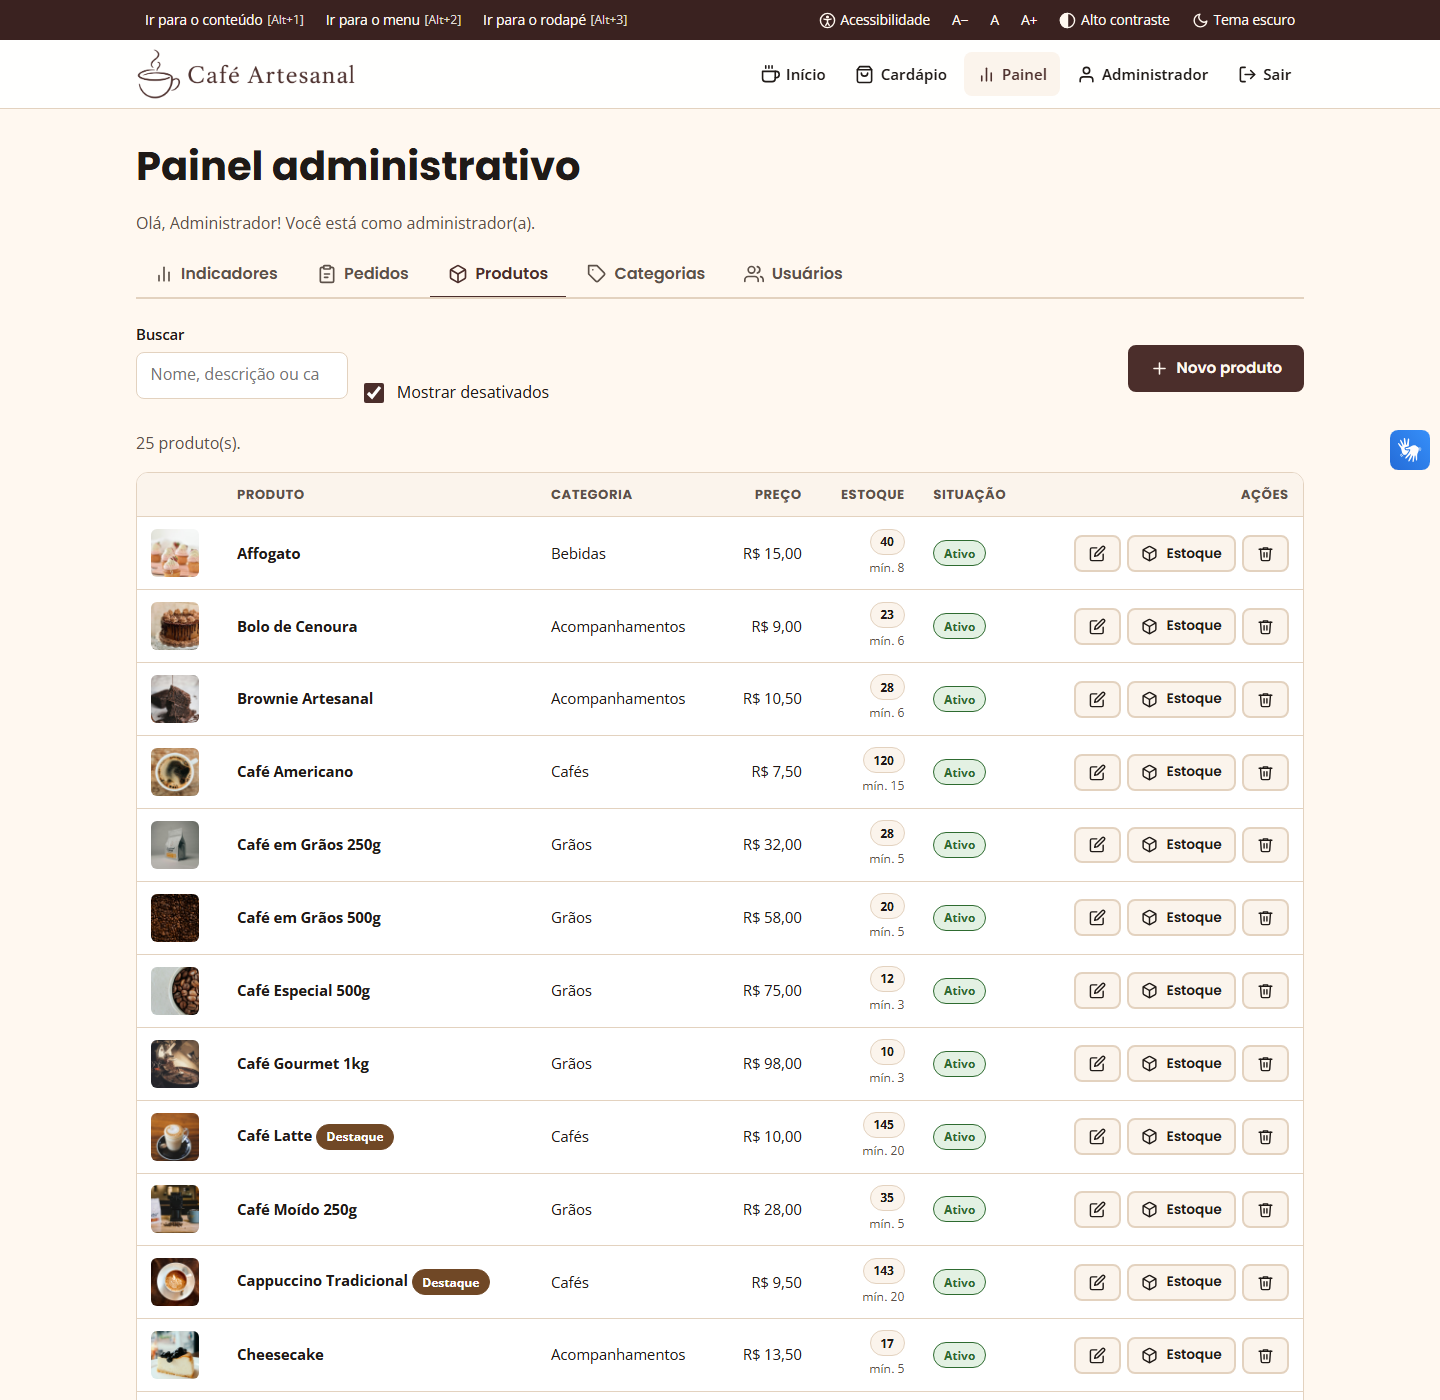 Ir para o conteúdo [Alt+1] Ir para o menu [Alt+2] Ir para o rodapé [Alt+3] Acessibilidade A− A A+ Alto contraste Tema escuro
Café Artesanal Início Cardápio Painel Administrador Sair
Painel administrativo
Olá, Administrador! Você está como administrador(a).
Indicadores Pedidos Produtos Categorias Usuários
Buscar
Nome, descrição ou ca Mostrar desativados Novo produto
25 produto(s).
PRODUTO CATEGORIA PREÇO ESTOQUE SITUAÇÃO AÇÕES
Affogato Bebidas R$ 15,00 40 mín. 8 Ativo Estoque
Bolo de Cenoura Acompanhamentos R$ 9,00 23 mín. 6 Ativo Estoque
Brownie Artesanal Acompanhamentos R$ 10,50 28 mín. 6 Ativo Estoque
Café Americano Cafés R$ 7,50 120 mín. 15 Ativo Estoque
Café em Grãos 250g Grãos R$ 32,00 28 mín. 5 Ativo Estoque
Café em Grãos 500g Grãos R$ 58,00 20 mín. 5 Ativo Estoque
Café Especial 500g Grãos R$ 75,00 12 mín. 3 Ativo Estoque
Café Gourmet 1kg Grãos R$ 98,00 10 mín. 3 Ativo Estoque
Café Latte Destaque Cafés R$ 10,00 145 mín. 20 Ativo Estoque
Café Moído 250g Grãos R$ 28,00 35 mín. 5 Ativo Estoque
Cappuccino Tradicional Destaque Cafés R$ 9,50 143 mín. 20 Ativo Estoque
Cheesecake Acompanhamentos R$ 13,50 17 mín. 5 Ativo Estoque